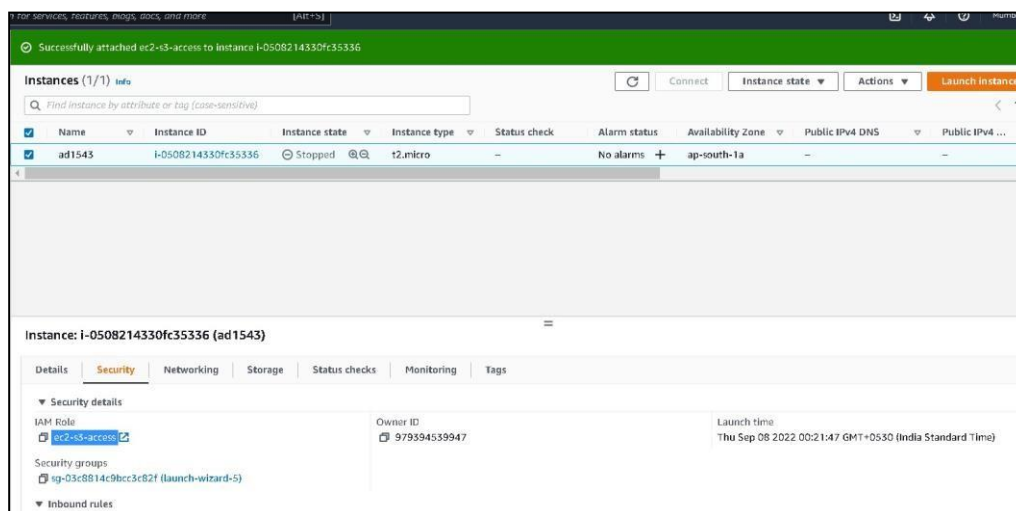 for services, features, blogs, docs, and more [Alt+S] Mumb
Successfully attached ec2-s3-access to instance i-0508214330fc35336
Instances (1/1) Info Connect Instance state Actions Launch instance
Find instance by attribute or tag (case-sensitive)
Name Instance ID Instance state Instance type Status check Alarm status Availability Zone Public IPv4 DNS Public IPv4 ...
ad1543 i-0508214330fc35336 Stopped t2.micro – No alarms + ap-south-1a – –
Instance: i-0508214330fc35336 (ad1543)
Details Security Networking Storage Status checks Monitoring Tags
Security details
IAM Role Owner ID Launch time
ec2-s3-access 979394539947 Thu Sep 08 2022 00:21:47 GMT+0530 (India Standard Time)
Security groups
sg-03c8814c9bcc3c82f (launch-wizard-5)
Inbound rules